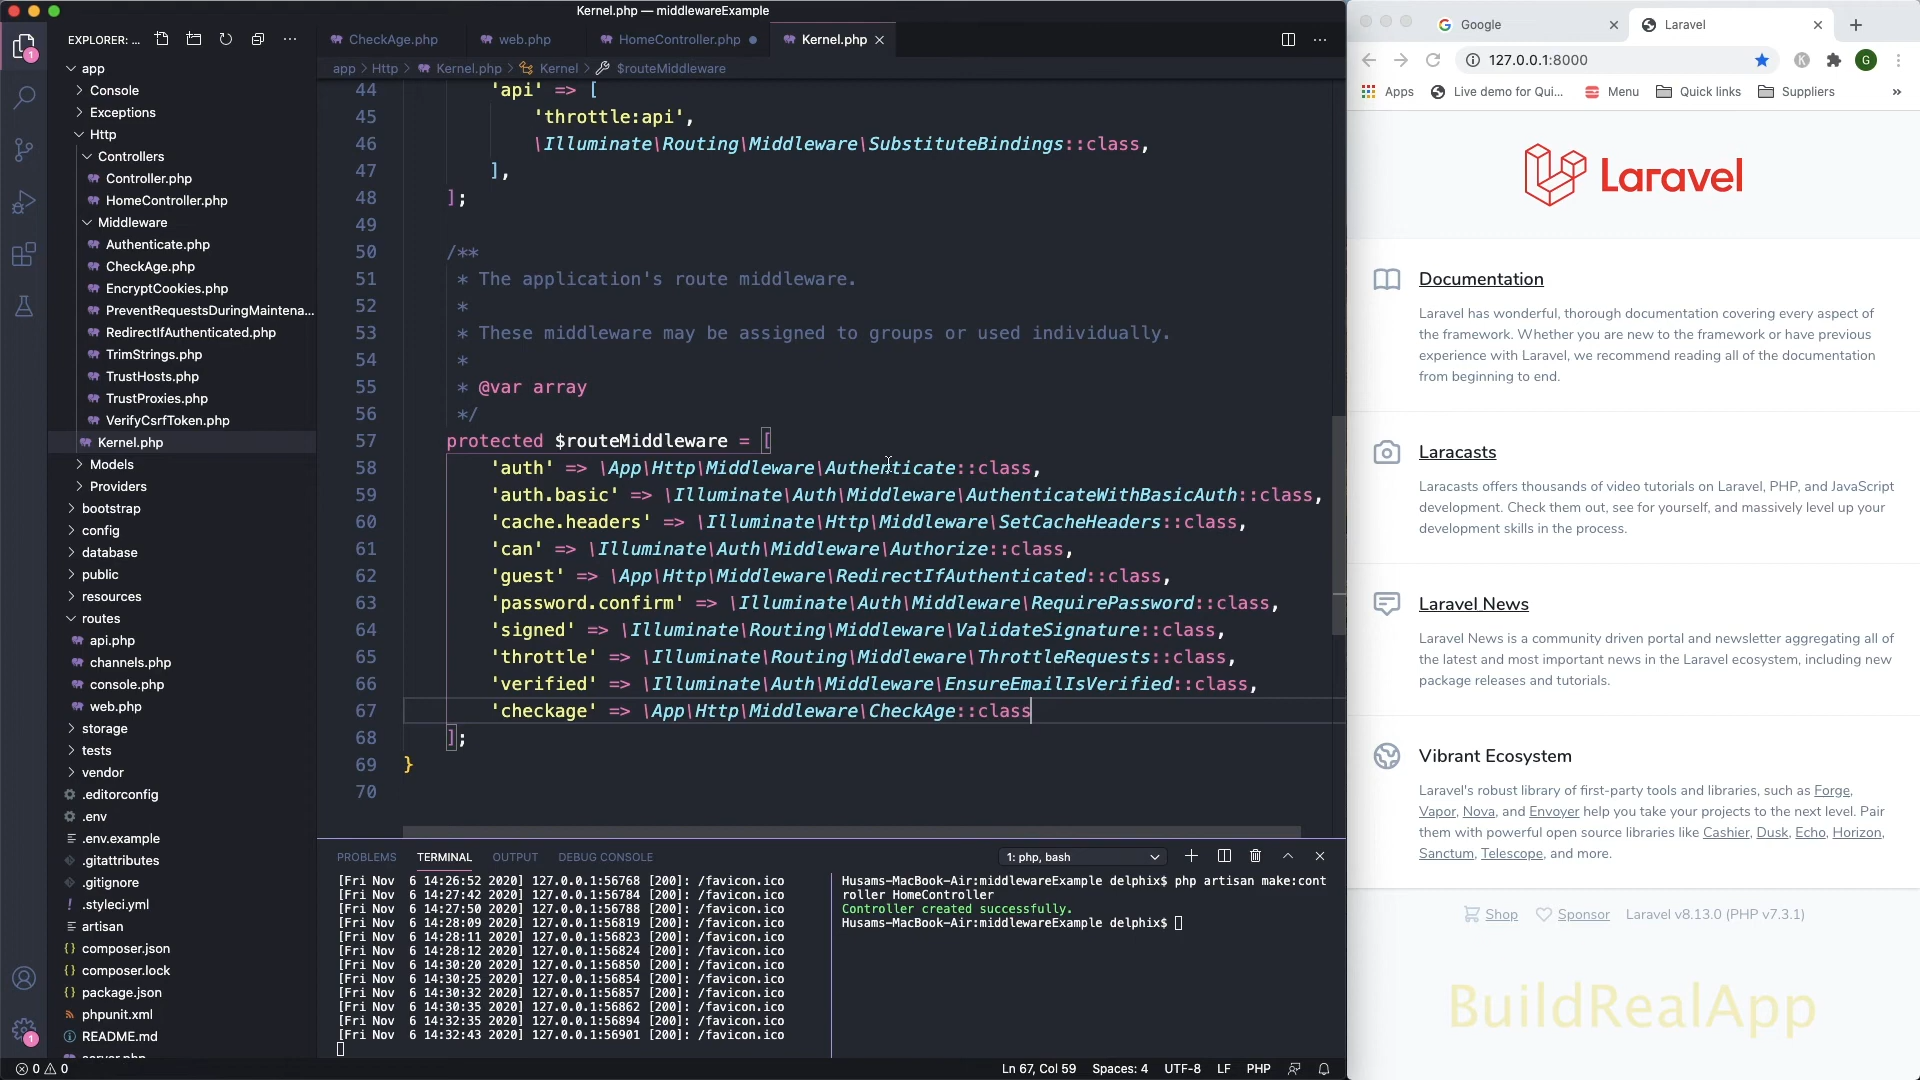 Kernel.php — middlewareExample
EXPLORER: ...
CheckAge.php
web.php
HomeController.php
Kernel.php
app > Http > Kernel.php > Kernel > $routeMiddleware
app
Console
Exceptions
Http
Controllers
Controller.php
HomeController.php
Middleware
Authenticate.php
CheckAge.php
EncryptCookies.php
PreventRequestsDuringMaintena...
RedirectIfAuthenticated.php
TrimStrings.php
TrustHosts.php
TrustProxies.php
VerifyCsrfToken.php
Kernel.php
Models
Providers
bootstrap
config
database
public
resources
routes
api.php
channels.php
console.php
web.php
storage
tests
vendor
.editorconfig
.env
.env.example
.gitattributes
.gitignore
.styleci.yml
artisan
composer.json
composer.lock
package.json
phpunit.xml
README.md
server.php
44 'api' => [
45 'throttle:api',
46 \Illuminate\Routing\Middleware\SubstituteBindings::class,
47 ],
48 ];
49
50 /**
51 * The application's route middleware.
52 *
53 * These middleware may be assigned to groups or used individually.
54 *
55 * @var array
56 */
57 protected $routeMiddleware = [
58 'auth' => \App\Http\Middleware\Authenticate::class,
59 'auth.basic' => \Illuminate\Auth\Middleware\AuthenticateWithBasicAuth::class,
60 'cache.headers' => \Illuminate\Http\Middleware\SetCacheHeaders::class,
61 'can' => \Illuminate\Auth\Middleware\Authorize::class,
62 'guest' => \App\Http\Middleware\RedirectIfAuthenticated::class,
63 'password.confirm' => \Illuminate\Auth\Middleware\RequirePassword::class,
64 'signed' => \Illuminate\Routing\Middleware\ValidateSignature::class,
65 'throttle' => \Illuminate\Routing\Middleware\ThrottleRequests::class,
66 'verified' => \Illuminate\Auth\Middleware\EnsureEmailIsVerified::class,
67 'checkage' => \App\Http\Middleware\CheckAge::class
68 ];
69 }
70
PROBLEMS TERMINAL OUTPUT DEBUG CONSOLE
1: php, bash
[Fri Nov 6 14:26:52 2020] 127.0.0.1:56768 [200]: /favicon.ico
[Fri Nov 6 14:27:42 2020] 127.0.0.1:56784 [200]: /favicon.ico
[Fri Nov 6 14:27:50 2020] 127.0.0.1:56788 [200]: /favicon.ico
[Fri Nov 6 14:28:09 2020] 127.0.0.1:56819 [200]: /favicon.ico
[Fri Nov 6 14:28:11 2020] 127.0.0.1:56823 [200]: /favicon.ico
[Fri Nov 6 14:28:12 2020] 127.0.0.1:56824 [200]: /favicon.ico
[Fri Nov 6 14:30:20 2020] 127.0.0.1:56850 [200]: /favicon.ico
[Fri Nov 6 14:30:25 2020] 127.0.0.1:56854 [200]: /favicon.ico
[Fri Nov 6 14:30:32 2020] 127.0.0.1:56857 [200]: /favicon.ico
[Fri Nov 6 14:30:35 2020] 127.0.0.1:56862 [200]: /favicon.ico
[Fri Nov 6 14:32:35 2020] 127.0.0.1:56894 [200]: /favicon.ico
[Fri Nov 6 14:32:43 2020] 127.0.0.1:56901 [200]: /favicon.ico
Husams-MacBook-Air:middlewareExample delphix$ php artisan make:cont
roller HomeController
Controller created successfully.
Husams-MacBook-Air:middlewareExample delphix$
0 0
Ln 67, Col 59 Spaces: 4 UTF-8 LF PHP
1
1
Google
Laravel
127.0.0.1:8000
K
G
Apps
Live demo for Qui...
Menu
Quick links
Suppliers
»
Laravel
Documentation
Laravel has wonderful, thorough documentation covering every aspect of
the framework. Whether you are new to the framework or have previous
experience with Laravel, we recommend reading all of the documentation
from beginning to end.
Laracasts
Laracasts offers thousands of video tutorials on Laravel, PHP, and JavaScript
development. Check them out, see for yourself, and massively level up your
development skills in the process.
Laravel News
Laravel News is a community driven portal and newsletter aggregating all of
the latest and most important news in the Laravel ecosystem, including new
package releases and tutorials.
Vibrant Ecosystem
Laravel's robust library of first-party tools and libraries, such as Forge,
Vapor, Nova, and Envoyer help you take your projects to the next level. Pair
them with powerful open source libraries like Cashier, Dusk, Echo, Horizon,
Sanctum, Telescope, and more.
Shop Sponsor Laravel v8.13.0 (PHP v7.3.1)
BuildRealApp